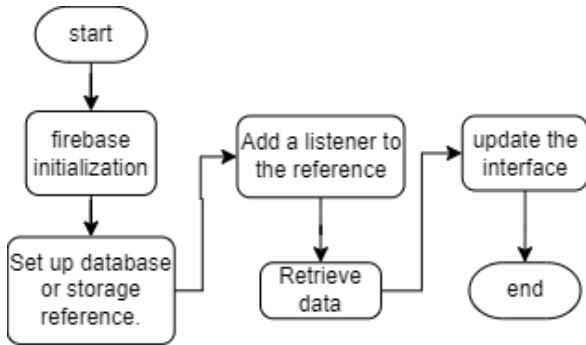 start
firebase
initialization
Set up database
or storage
reference.
Add a listener to
the reference
Retrieve
data
update the
interface
end